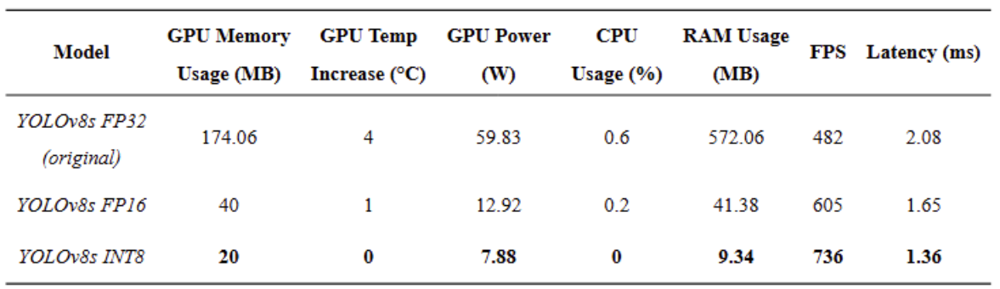 Model GPU Memory Usage (MB) GPU Temp Increase (°C) GPU Power (W) CPU Usage (%) RAM Usage (MB) FPS Latency (ms)
YOLOv8s FP32 (original) 174.06 4 59.83 0.6 572.06 482 2.08
YOLOv8s FP16 40 1 12.92 0.2 41.38 605 1.65
YOLOv8s INT8 20 0 7.88 0 9.34 736 1.36